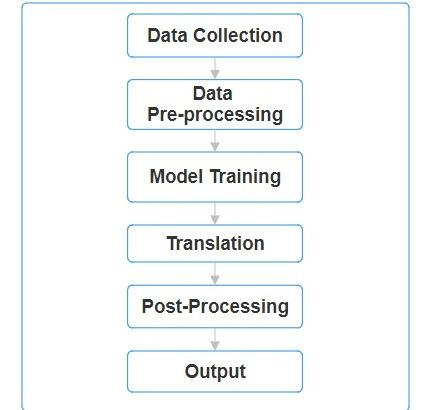 Data Collection
Data
Pre-processing
Model Training
Translation
Post-Processing
Output